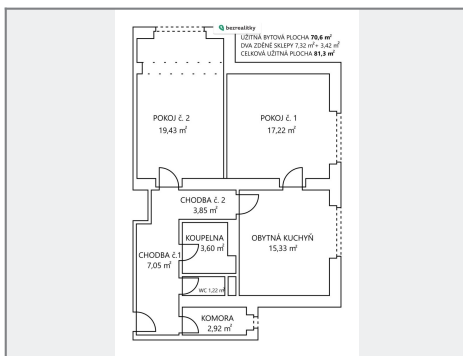 bezrealitky
UŽITNÁ BYTOVÁ PLOCHA 70,6 m²
DVA ZDĚNÉ SKLEPY 7,32 m²+ 3,42 m²
CELKOVÁ UŽITNÁ PLOCHA 81,3 m²
POKOJ č. 2
19,43 m²
POKOJ č. 1
17,22 m²
CHODBA č. 2
3,85 m²
KOUPELNA
3,60 m²
OBYTNÁ KUCHYŇ
15,33 m²
CHODBA č.1
7,05 m²
WC 1,22 m²
KOMORA
2,92 m²